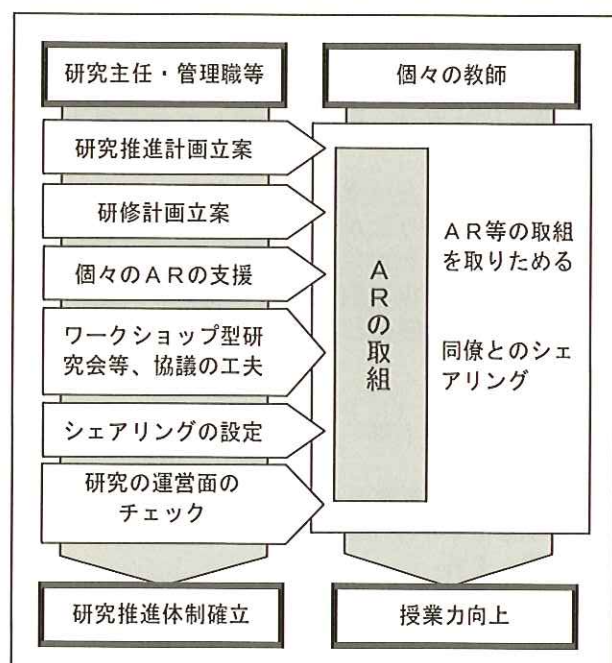 研究主任・管理職等
個々の教師
研究推進計画立案
研修計画立案
個々のＡＲの支援
ワークショップ型研
究会等、協議の工夫
シェアリングの設定
研究の運営面の
チェック
ＡＲの取組
ＡＲ等の取組
を取りためる
同僚とのシェ
アリング
研究推進体制確立
授業力向上